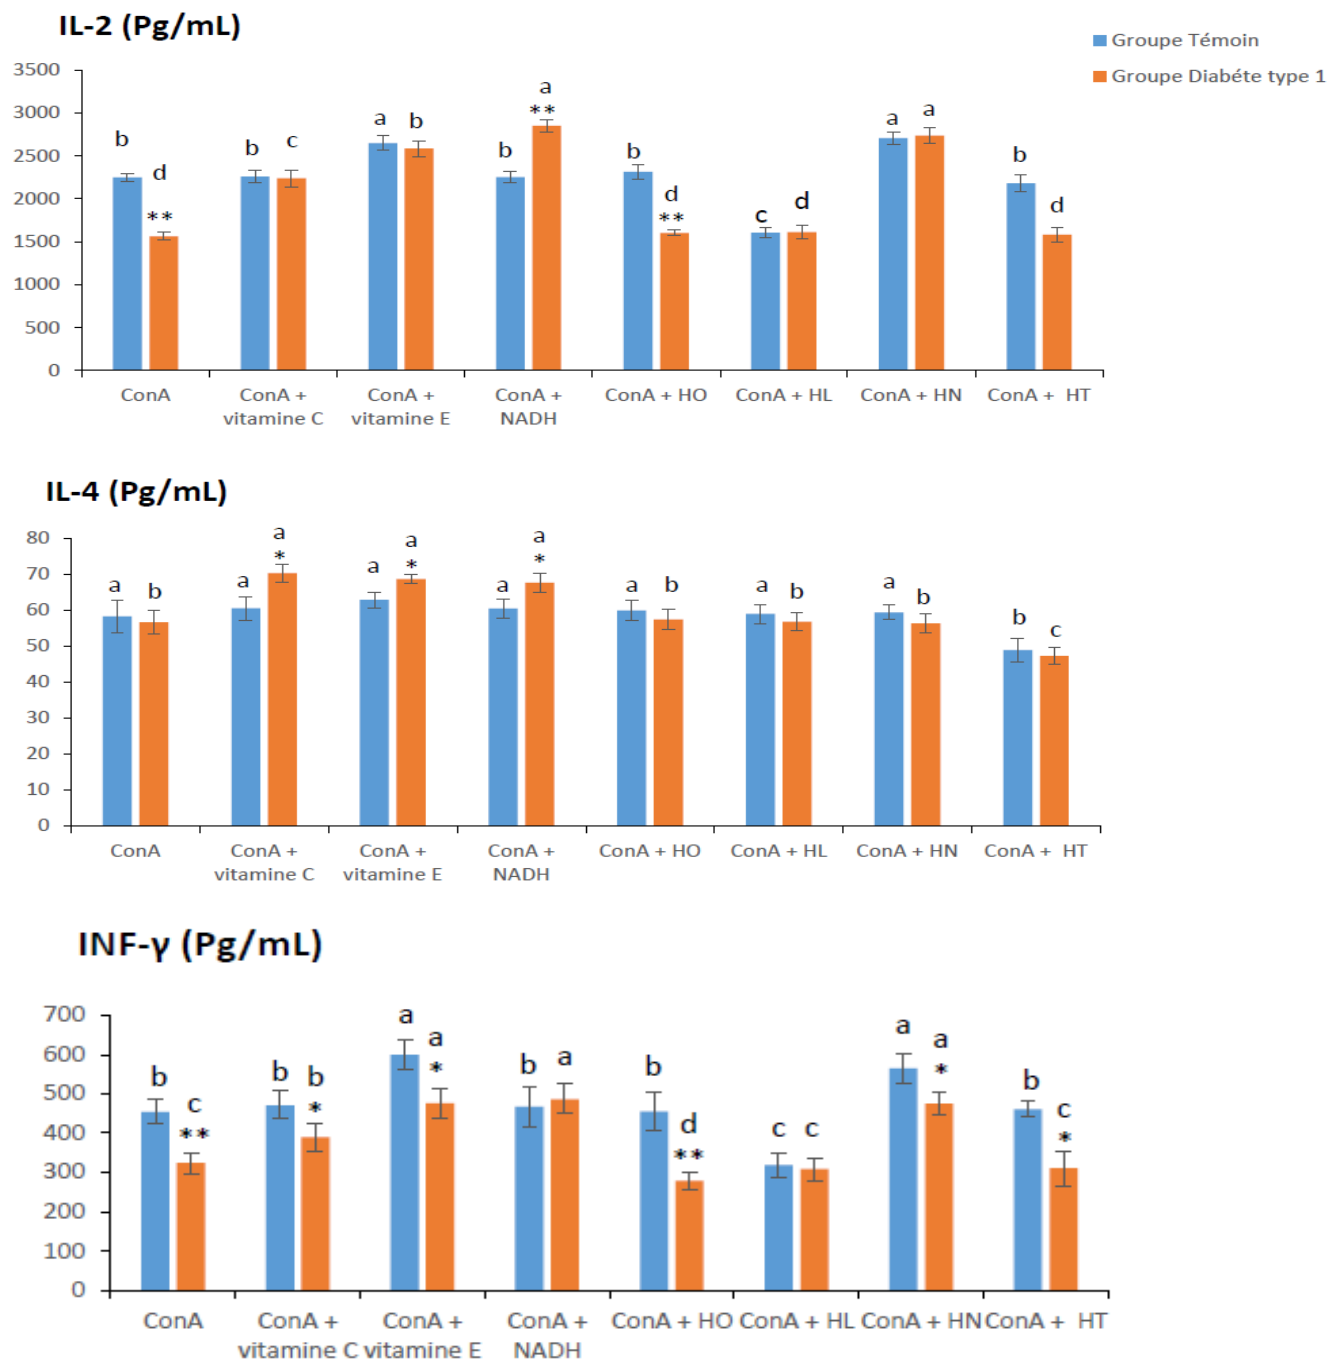 IL-2 (Pg/mL)
Groupe Témoin
Groupe Diabéte type 1
3500
3000
2500
2000
1500
1000
500
0
b
d
**
b
c
a
b
b
a
**
b
d
**
c
d
a
a
b
d
ConA
ConA +
vitamine C
ConA +
vitamine E
ConA +
NADH
ConA + HO
ConA + HL
ConA + HN
ConA + HT
IL-4 (Pg/mL)
80
70
60
50
40
30
20
10
0
a
b
a
a
*
a
a
*
a
a
*
a
b
a
b
a
b
b
c
ConA
ConA +
vitamine C
ConA +
vitamine E
ConA +
NADH
ConA + HO
ConA + HL
ConA + HN
ConA + HT
INF-γ (Pg/mL)
700
600
500
400
300
200
100
0
b
c
**
b
b
*
a
a
*
b
a
b
d
**
c
c
a
a
*
b
c
*
ConA
ConA +
vitamine C
ConA +
vitamine E
ConA +
NADH
ConA + HO
ConA + HL
ConA + HN
ConA + HT